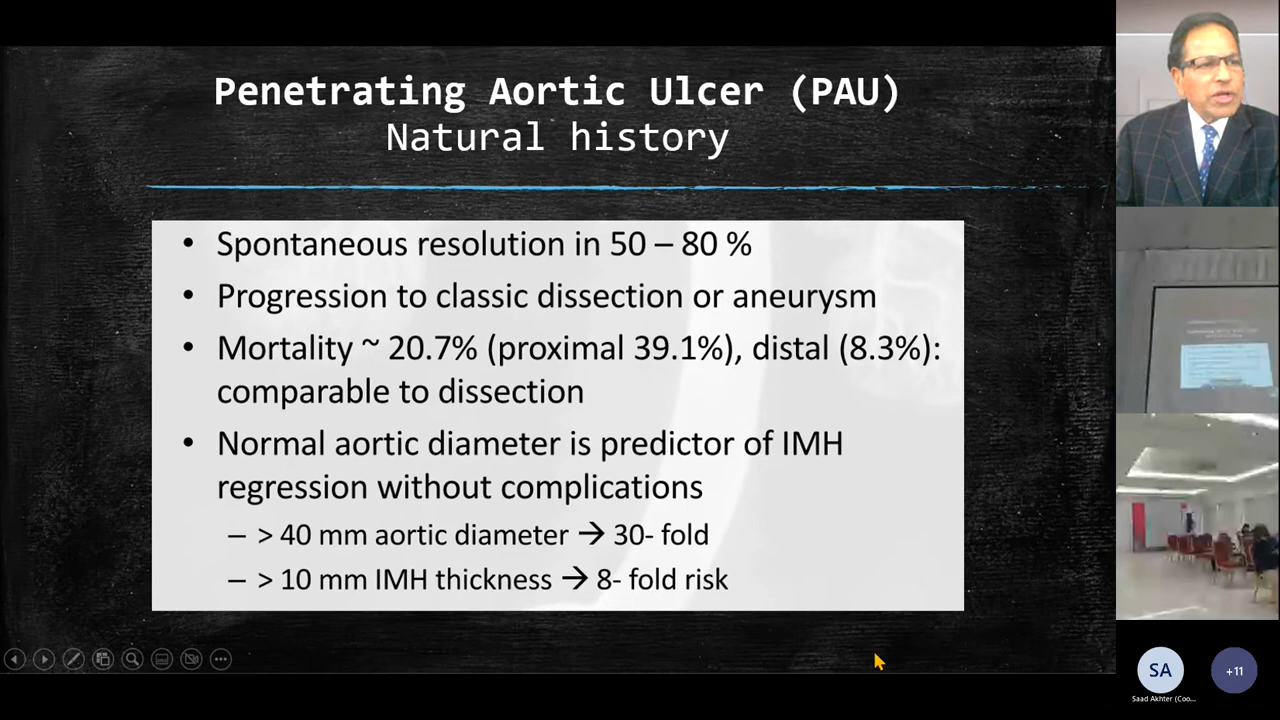 Penetrating Aortic Ulcer (PAU)
Natural history
• Spontaneous resolution in 50 – 80 %
• Progression to classic dissection or aneurysm
• Mortality ~ 20.7% (proximal 39.1%), distal (8.3%):
comparable to dissection
• Normal aortic diameter is predictor of IMH
regression without complications
– > 40 mm aortic diameter → 30- fold
– > 10 mm IMH thickness → 8- fold risk
SA
+11
Saad Akhter (Coo...